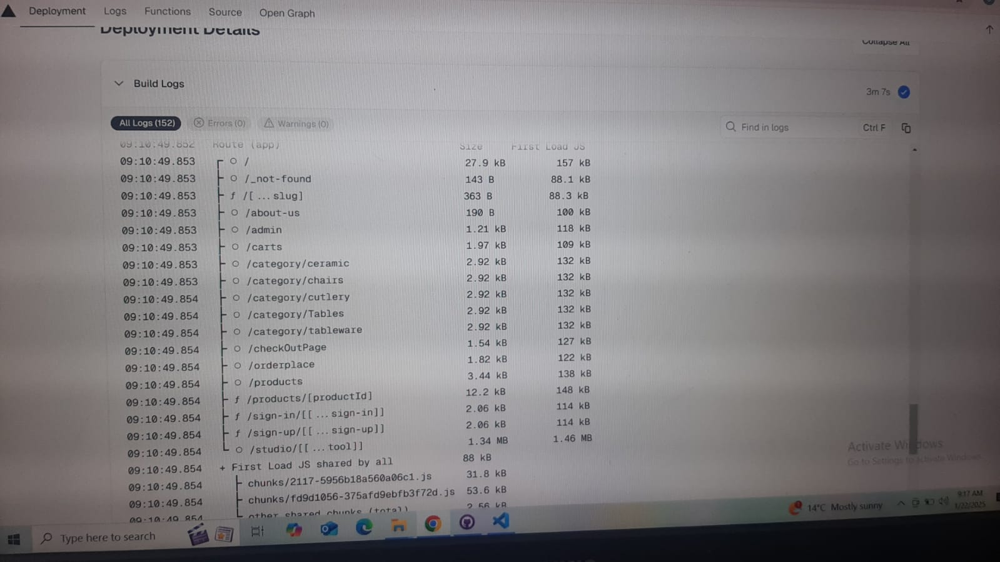 Deployment Logs Functions Source Open Graph
Deployment Details
Collapse All
Build Logs
3m 7s
All Logs (152) Errors (0) Warnings (0)
Find in logs Ctrl F
09:10:49.852 Route (app) Size First Load JS
09:10:49.853 ┌ ○ / 27.9 kB 157 kB
09:10:49.853 ├ ○ /_not-found 143 B 88.1 kB
09:10:49.853 ├ ƒ /[...slug] 363 B 88.3 kB
09:10:49.853 ├ ○ /about-us 190 B 100 kB
09:10:49.853 ├ ○ /admin 1.21 kB 118 kB
09:10:49.853 ├ ○ /carts 1.97 kB 109 kB
09:10:49.853 ├ ○ /category/ceramic 2.92 kB 132 kB
09:10:49.853 ├ ○ /category/chairs 2.92 kB 132 kB
09:10:49.854 ├ ○ /category/cutlery 2.92 kB 132 kB
09:10:49.854 ├ ○ /category/Tables 2.92 kB 132 kB
09:10:49.854 ├ ○ /category/tableware 2.92 kB 132 kB
09:10:49.854 ├ ○ /checkOutPage 1.54 kB 127 kB
09:10:49.854 ├ ○ /orderplace 1.82 kB 122 kB
09:10:49.854 ├ ○ /products 3.44 kB 138 kB
09:10:49.854 ├ ƒ /products/[productId] 12.2 kB 148 kB
09:10:49.854 ├ ƒ /sign-in/[[...sign-in]] 2.06 kB 114 kB
09:10:49.854 ├ ƒ /sign-up/[[...sign-up]] 2.06 kB 114 kB
09:10:49.854 └ ○ /studio/[[...tool]] 1.34 MB 1.46 MB
09:10:49.854 + First Load JS shared by all 88 kB
09:10:49.854 ├ chunks/2117-5956b18a560a06c1.js 31.8 kB
09:10:49.854 ├ chunks/fd9d1056-375afd9ebfb3f72d.js 53.6 kB
09:10:49.854 └ other shared chunks (total) 2.56 kB
Activate Windows
Go to Settings to activate Windows.
Type here to search
14°C Mostly sunny
9:17 AM
1/22/2025